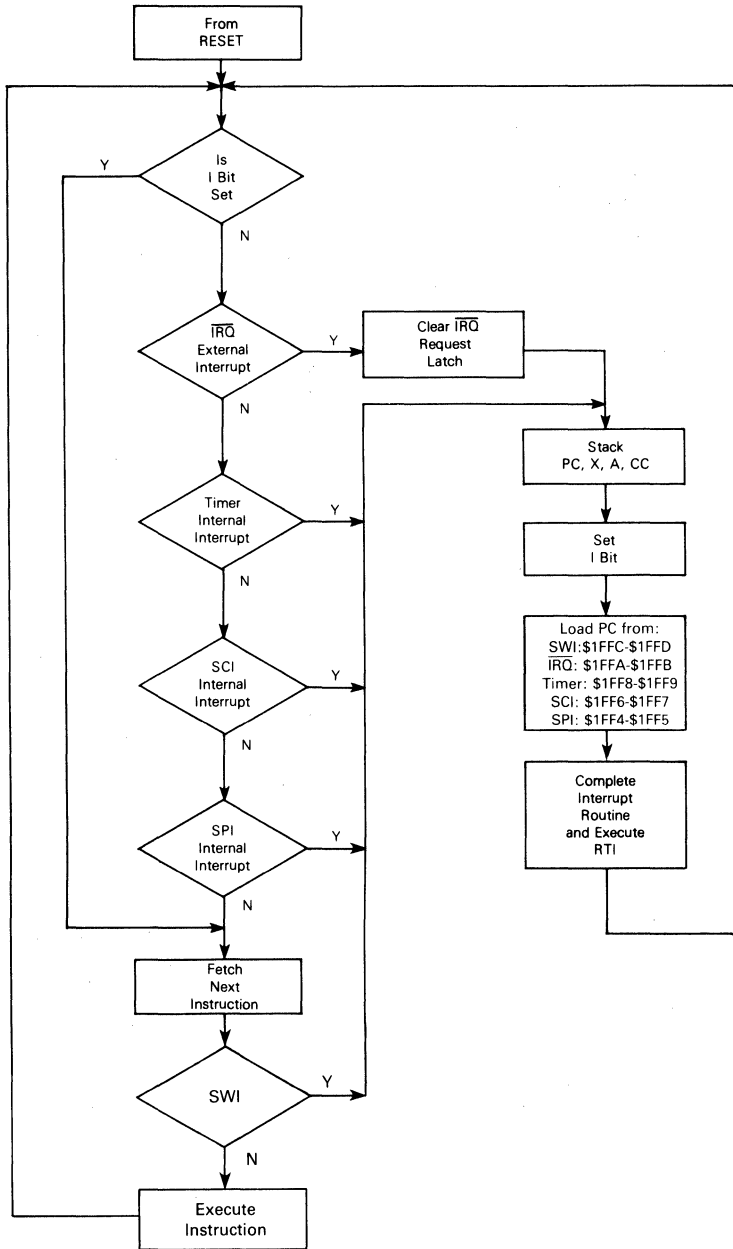 From
RESET
Y
Is
I Bit
Set
N
IRQ
External
Interrupt
Y
Clear IRQ
Request
Latch
N
Stack
PC, X, A, CC
Timer
Internal
Interrupt
Y
Set
I Bit
N
Load PC from:
SWI:$1FFC-$1FFD
IRQ: $1FFA-$1FFB
Timer: $1FF8-$1FF9
SCI: $1FF6-$1FF7
SPI: $1FF4-$1FF5
SCI
Internal
Interrupt
Y
N
Complete
Interrupt
Routine
and Execute
RTI
SPI
Internal
Interrupt
Y
N
Fetch
Next
Instruction
SWI
Y
N
Execute
Instruction